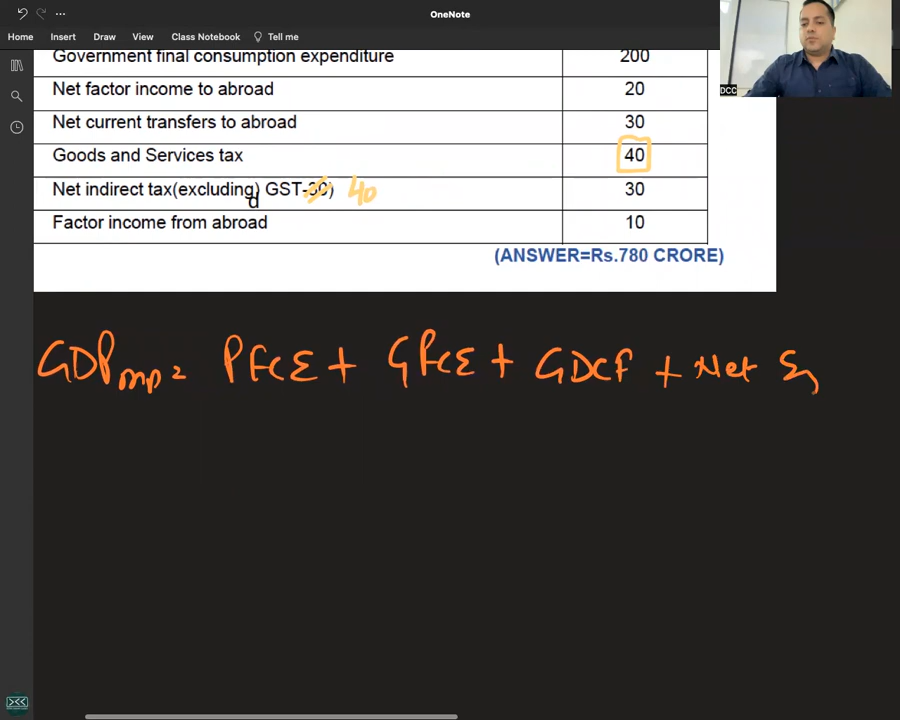 OneNote
Home Insert Draw View Class Notebook Tell me
Government final consumption expenditure 200
Net factor income to abroad 20
Net current transfers to abroad 30
Goods and Services tax 40
Net indirect tax(excluding) GST-30) 40 30
d
Factor income from abroad 10
(ANSWER=Rs.780 CRORE)
GDPmp = PFCE + GFCE + GDCF + Net
DCC